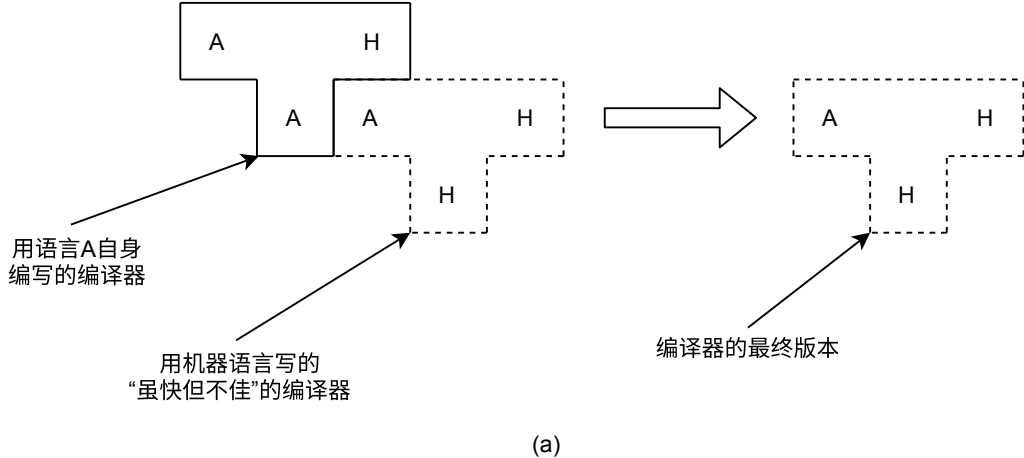 A H
A A H
A H
H
H
用语言A自身
编写的编译器
用机器语言写的
“虽快但不佳”的编译器
编译器的最终版本
(a)